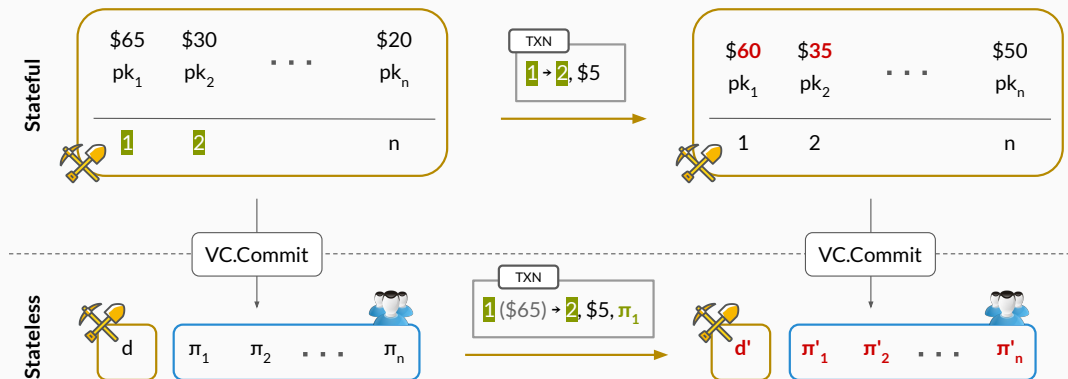 Stateful
$65 $30 $20
pk1 pk2 ... pkn
1 2 n
TXN
1 → 2, $5
$60 $35 $50
pk1 pk2 ... pkn
1 2 n
VC.Commit
VC.Commit
Stateless
d π1 π2 ... πn
TXN
1 ($65) → 2, $5, π1
d' π'1 π'2 ... π'n